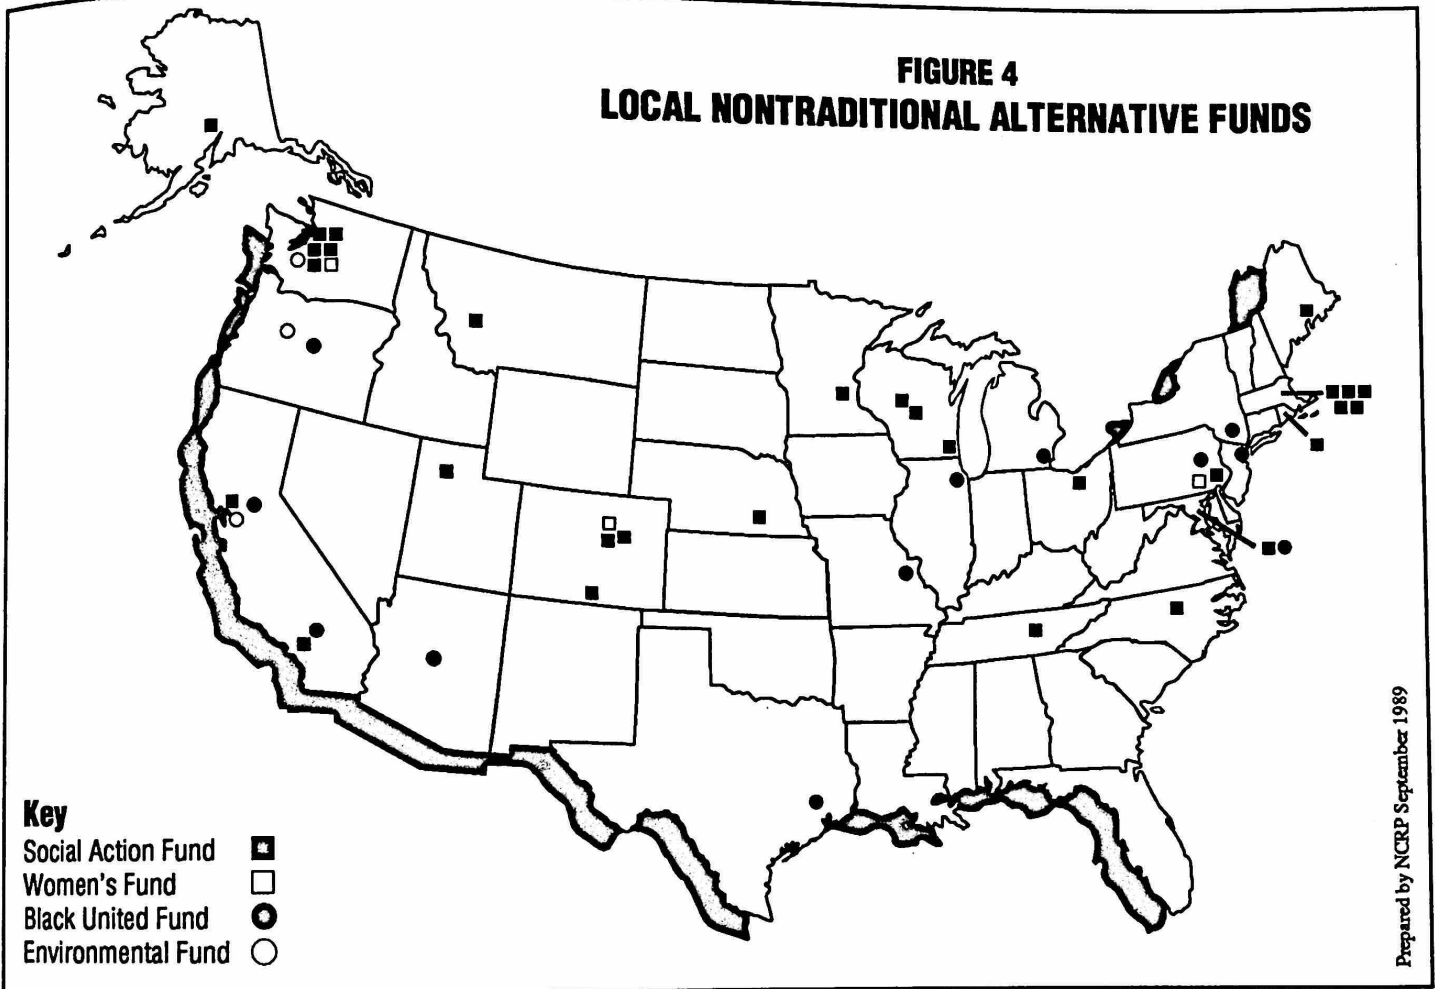 FIGURE 4
LOCAL NONTRADITIONAL ALTERNATIVE FUNDS
Key
Social Action Fund
Women's Fund
Black United Fund
Environmental Fund
Prepared by NCRP September 1989